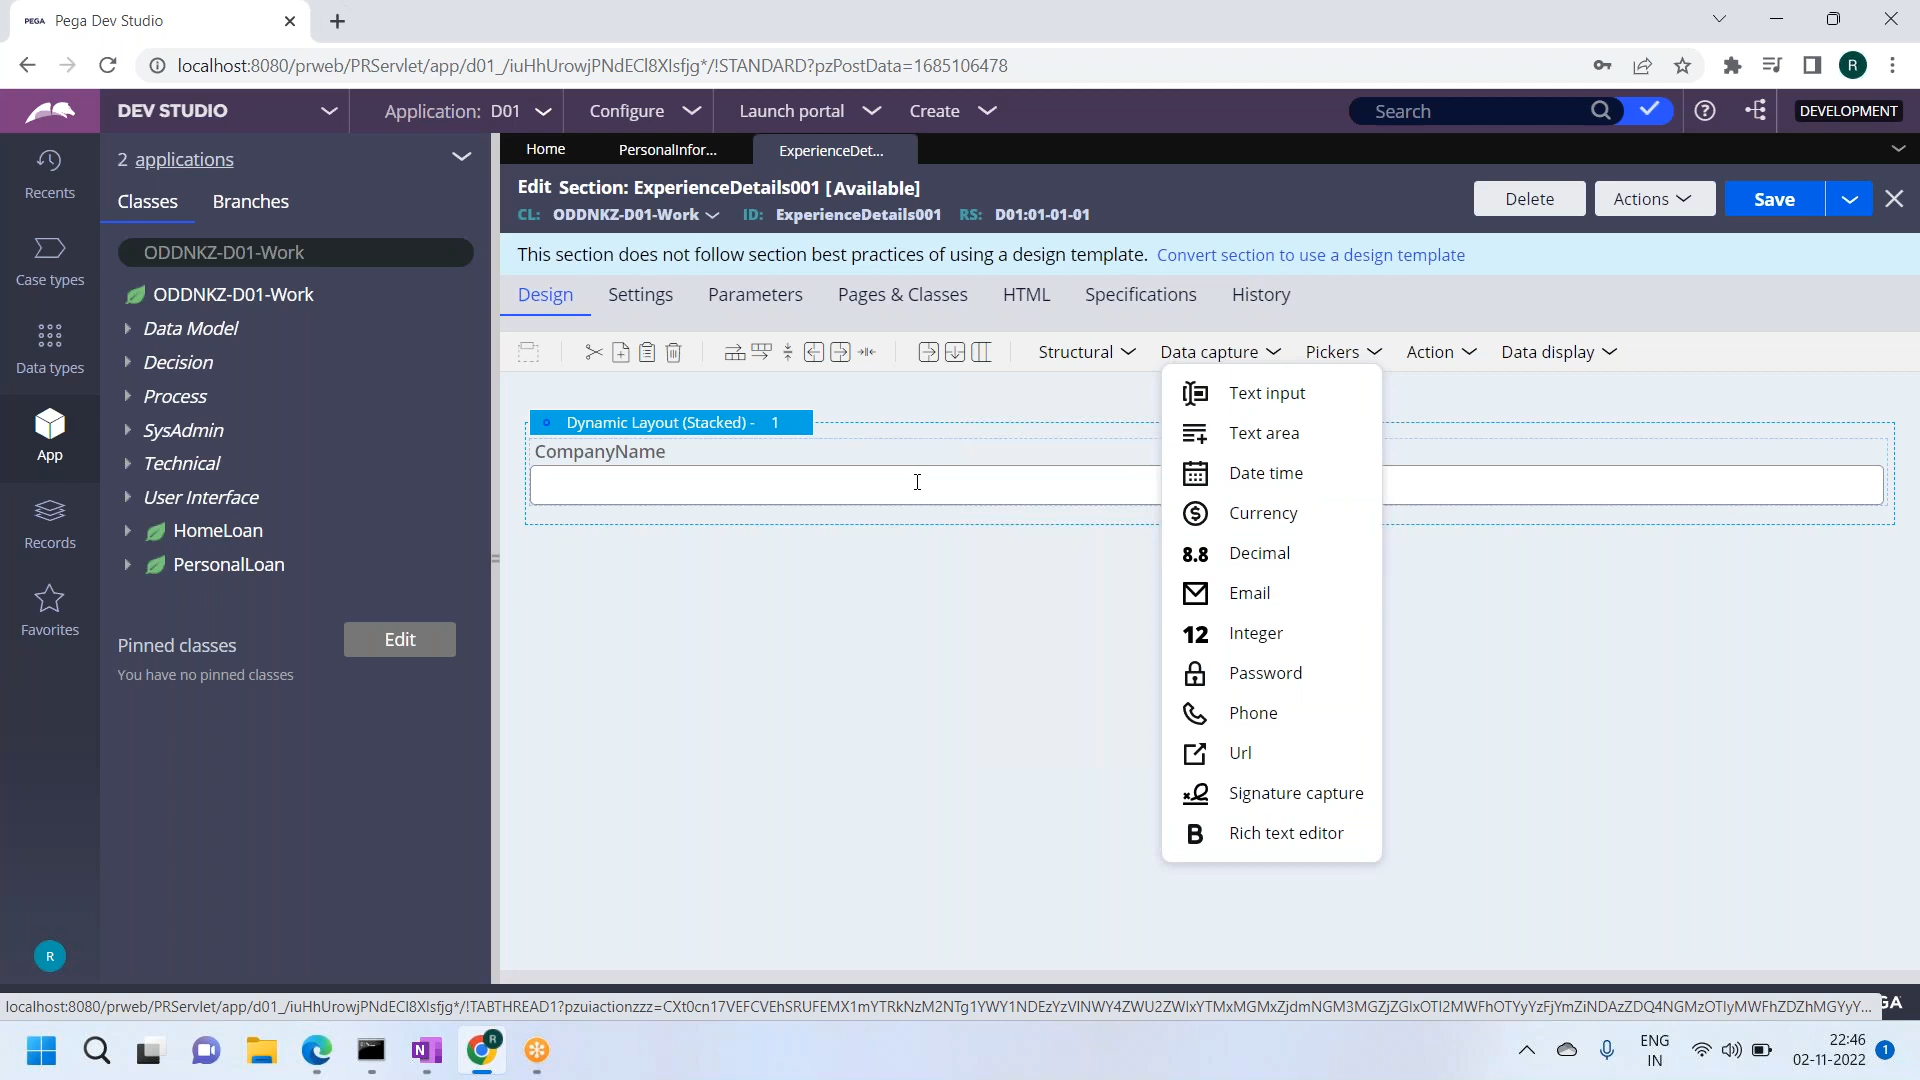 PEGA Pega Dev Studio
localhost:8080/prweb/PRServlet/app/d01_/iuHhUrowjPNdECl8XIsfjg*/!STANDARD?pzPostData=1685106478
R
DEV STUDIO
Application: D01
Configure
Launch portal
Create
Search
DEVELOPMENT
Recents
Case types
Data types
App
Records
Favorites
R
2 applications
Classes Branches
ODDNKZ-D01-Work
ODDNKZ-D01-Work
Data Model
Decision
Process
SysAdmin
Technical
User Interface
HomeLoan
PersonalLoan
Pinned classes
Edit
You have no pinned classes
Home PersonalInfor... ExperienceDet...
Edit Section: ExperienceDetails001 [Available]
CL: ODDNKZ-D01-Work ID: ExperienceDetails001 RS: D01:01-01-01
Delete Actions Save
This section does not follow section best practices of using a design template. Convert section to use a design template
Design Settings Parameters Pages & Classes HTML Specifications History
Structural Data capture Pickers Action Data display
Dynamic Layout (Stacked) - 1
CompanyName
Text input
Text area
Date time
Currency
8.8 Decimal
Email
12 Integer
Password
Phone
Url
Signature capture
B Rich text editor
GA
R
ENG
IN
22:46
02-11-2022
1